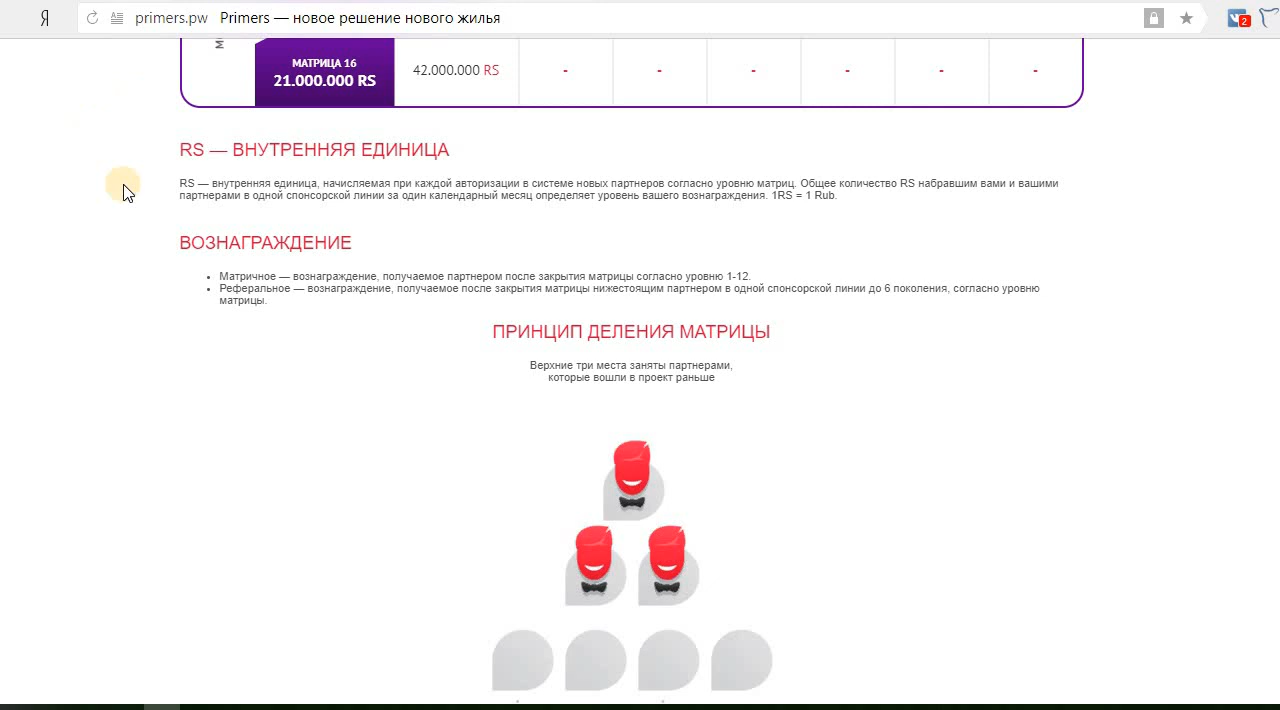 Я primers.pw Primers — новое решение нового жилья
2
МАТРИЦА 16
21.000.000 RS 42.000.000 RS - - - - - -
RS — ВНУТРЕННЯЯ ЕДИНИЦА
RS — внутренняя единица, начисляемая при каждой авторизации в системе новых партнеров согласно уровню матриц. Общее количество RS набравшим вами и вашими
партнерами в одной спонсорской линии за один календарный месяц определяет уровень вашего вознаграждения. 1RS = 1 Rub.
ВОЗНАГРАЖДЕНИЕ
• Матричное — вознаграждение, получаемое партнером после закрытия матрицы согласно уровню 1-12.
• Реферальное — вознаграждение, получаемое после закрытия матрицы нижестоящим партнером в одной спонсорской линии до 6 поколения, согласно уровню
матрицы.
ПРИНЦИП ДЕЛЕНИЯ МАТРИЦЫ
Верхние три места заняты партнерами,
которые вошли в проект раньше